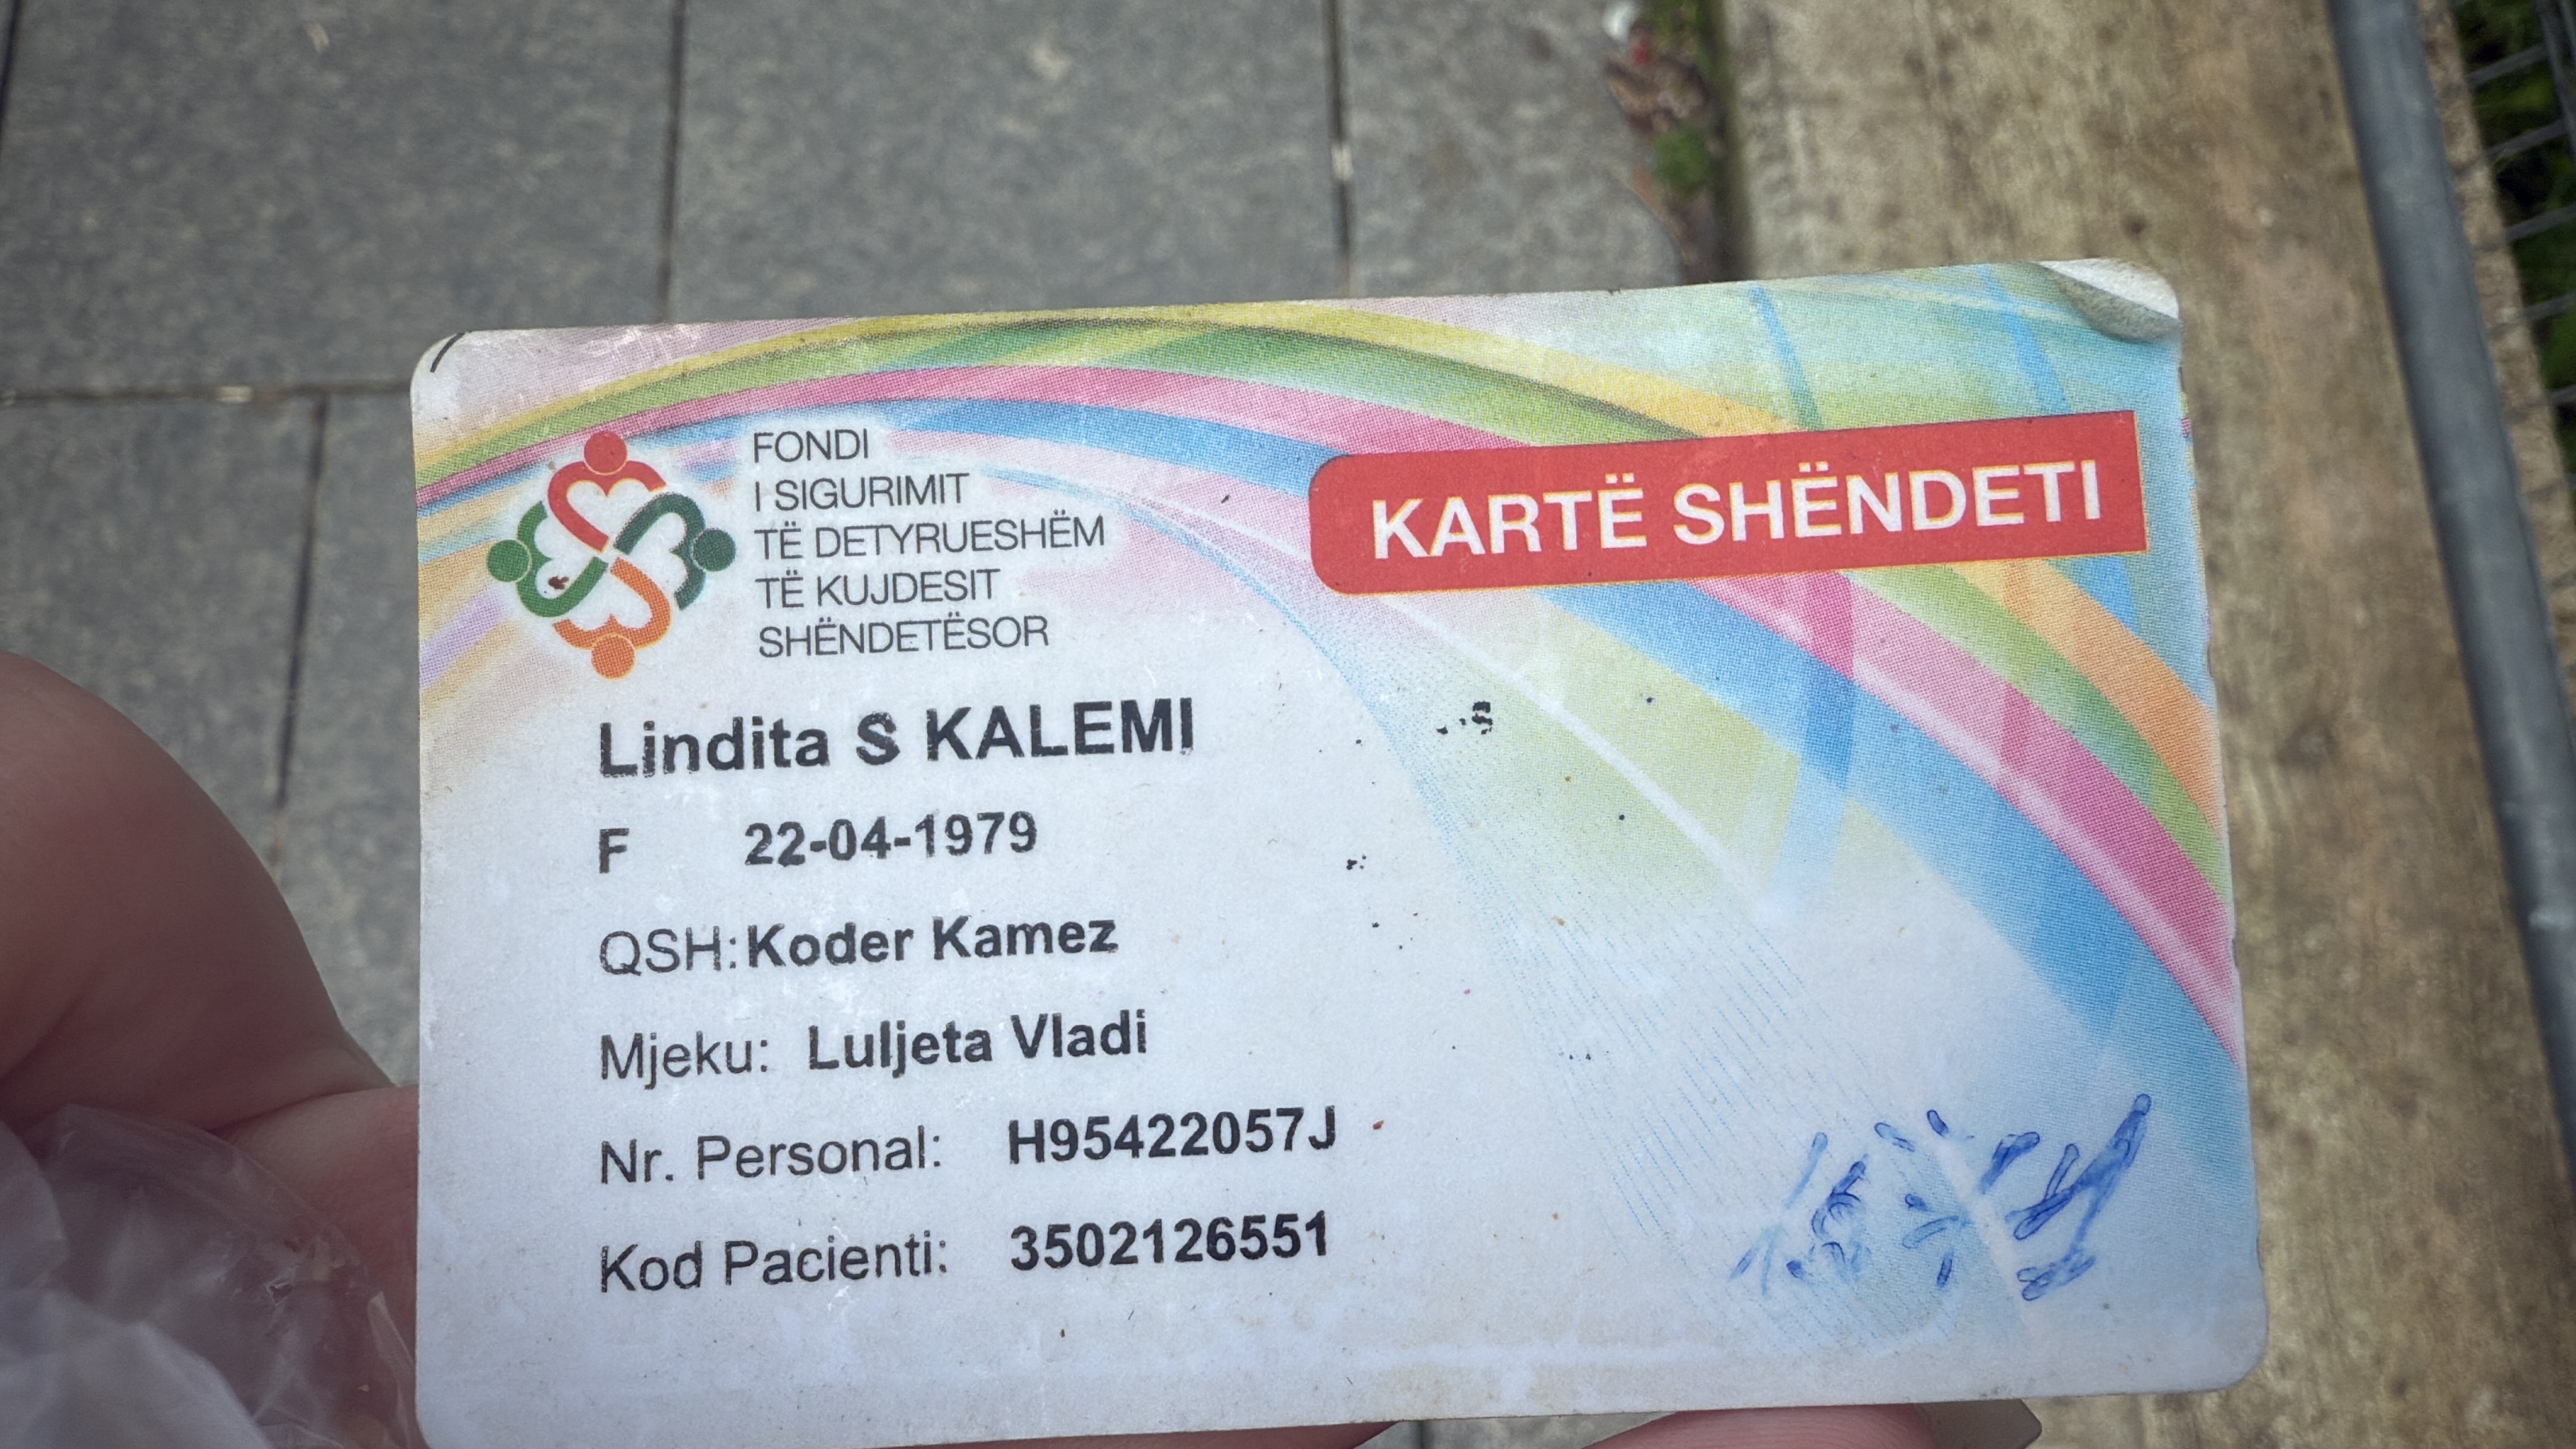 FONDI
I SIGURIMIT
TË DETYRUESHËM
TË KUJDESIT
SHËNDETËSOR
KARTË SHËNDETI
Lindita S KALEMI
F 22-04-1979
QSH: Koder Kamez
Mjeku: Luljeta Vladi
Nr. Personal: H95422057J
Kod Pacienti: 3502126551